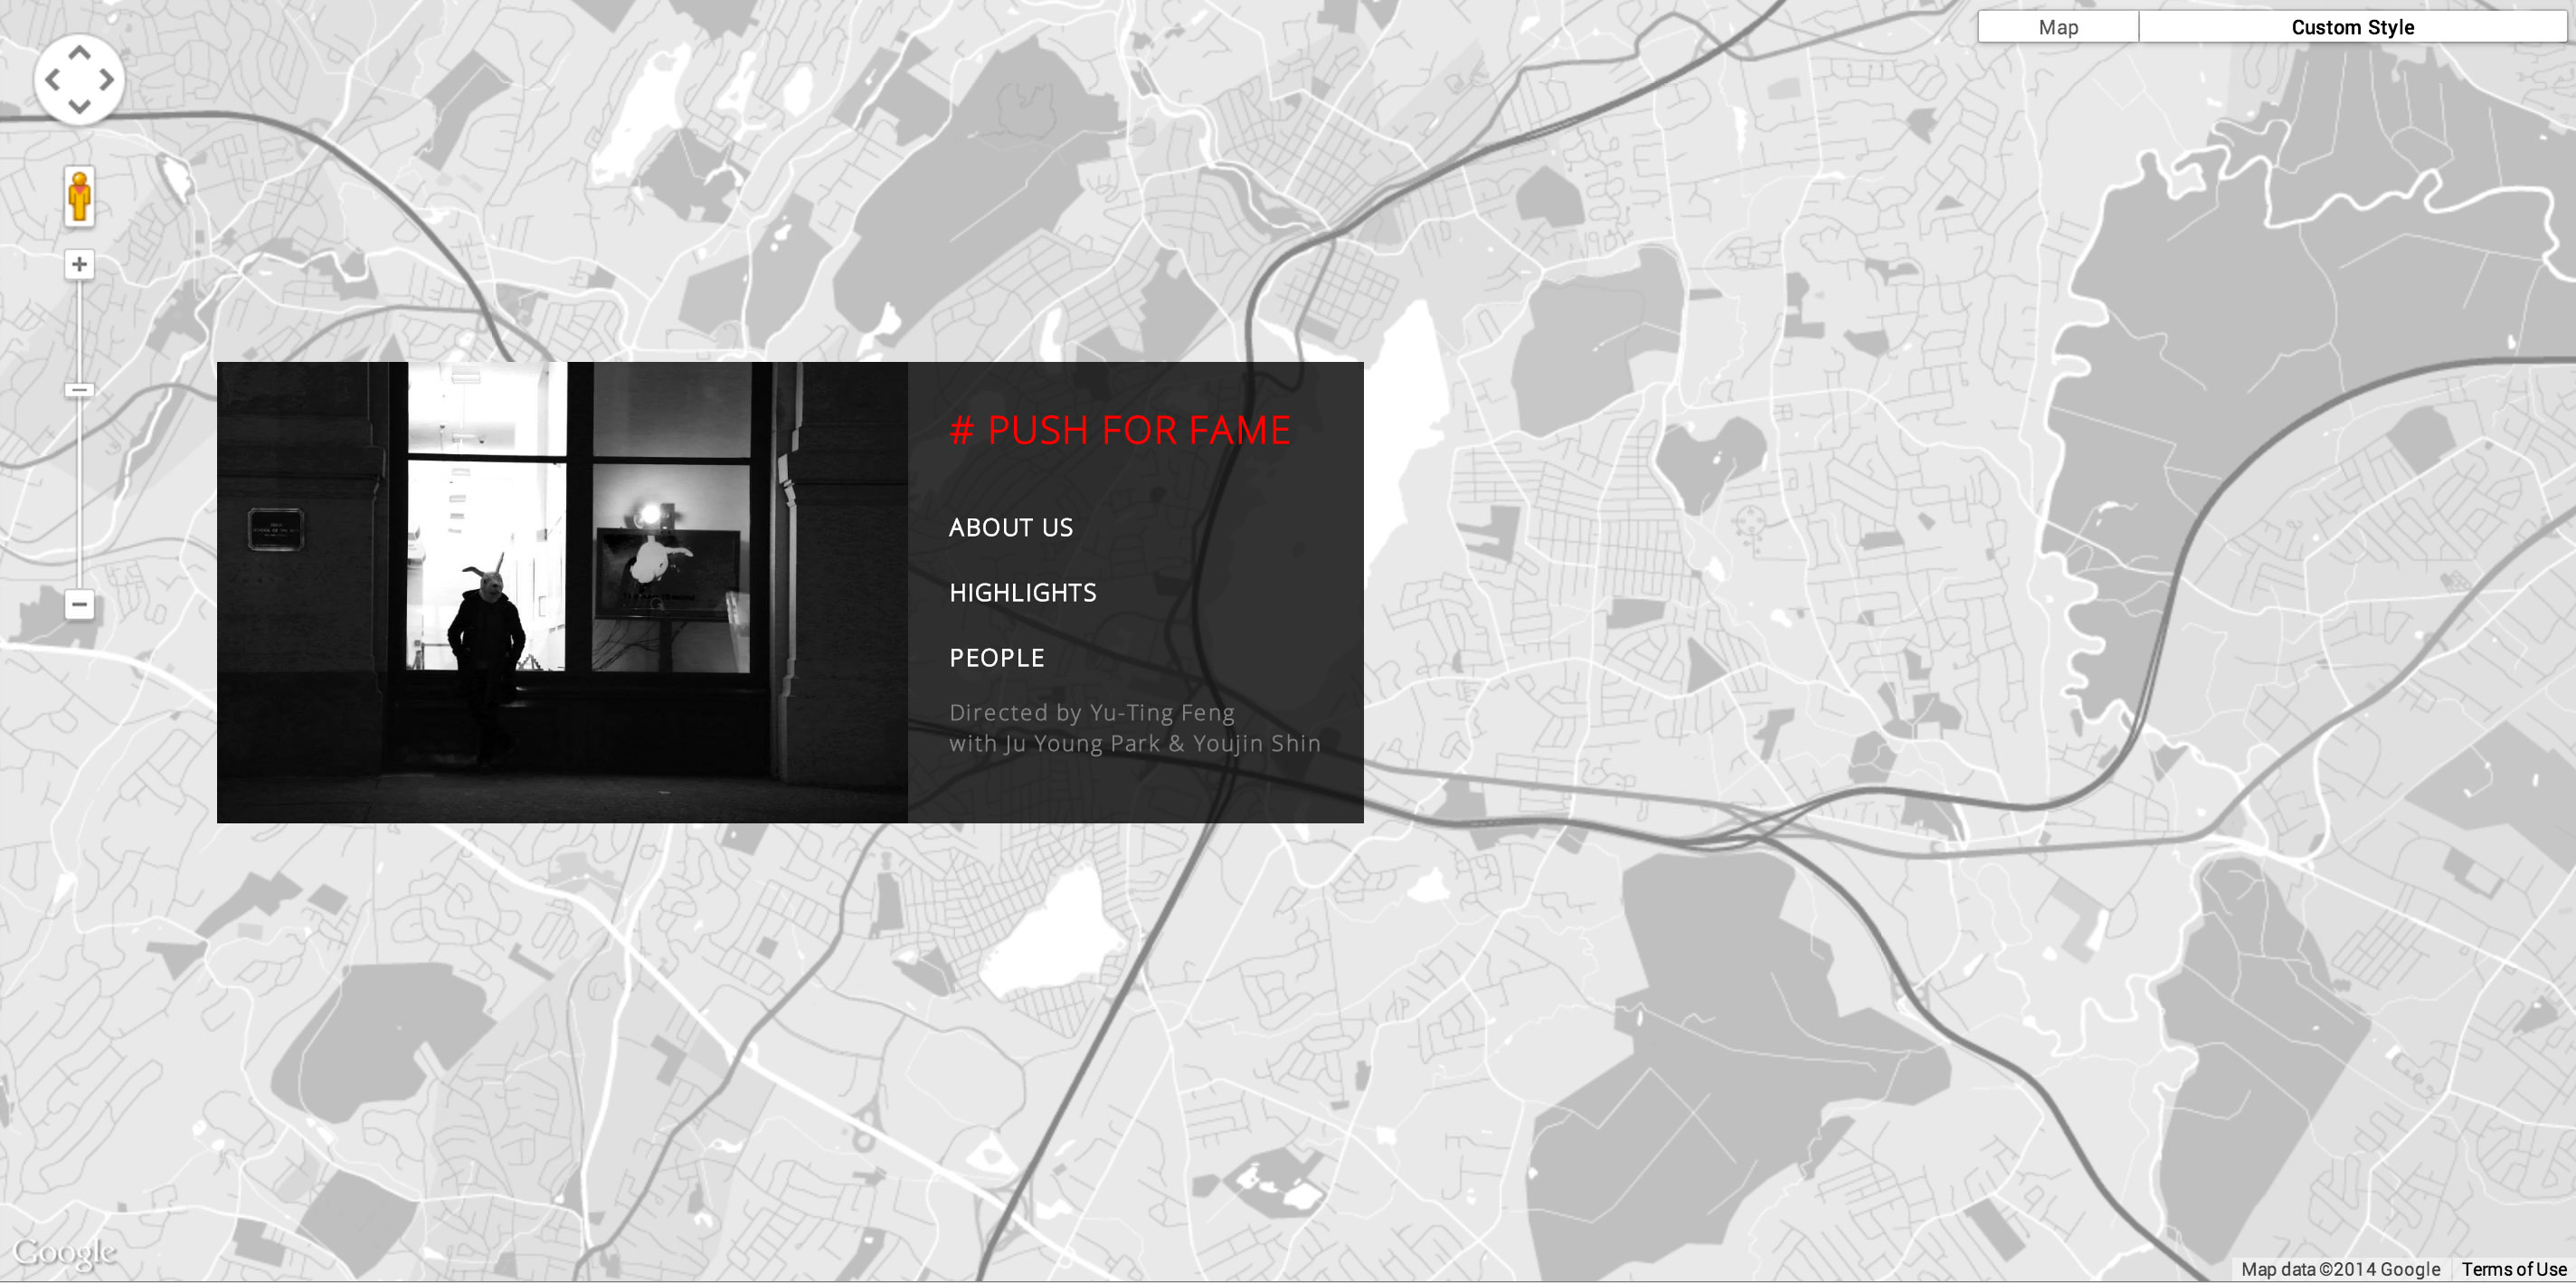 Map
Custom Style
# PUSH FOR FAME
ABOUT US
HIGHLIGHTS
PEOPLE
Directed by Yu-Ting Feng
with Ju Young Park & Youjin Shin
Google
Map data ©2014 Google
Terms of Use